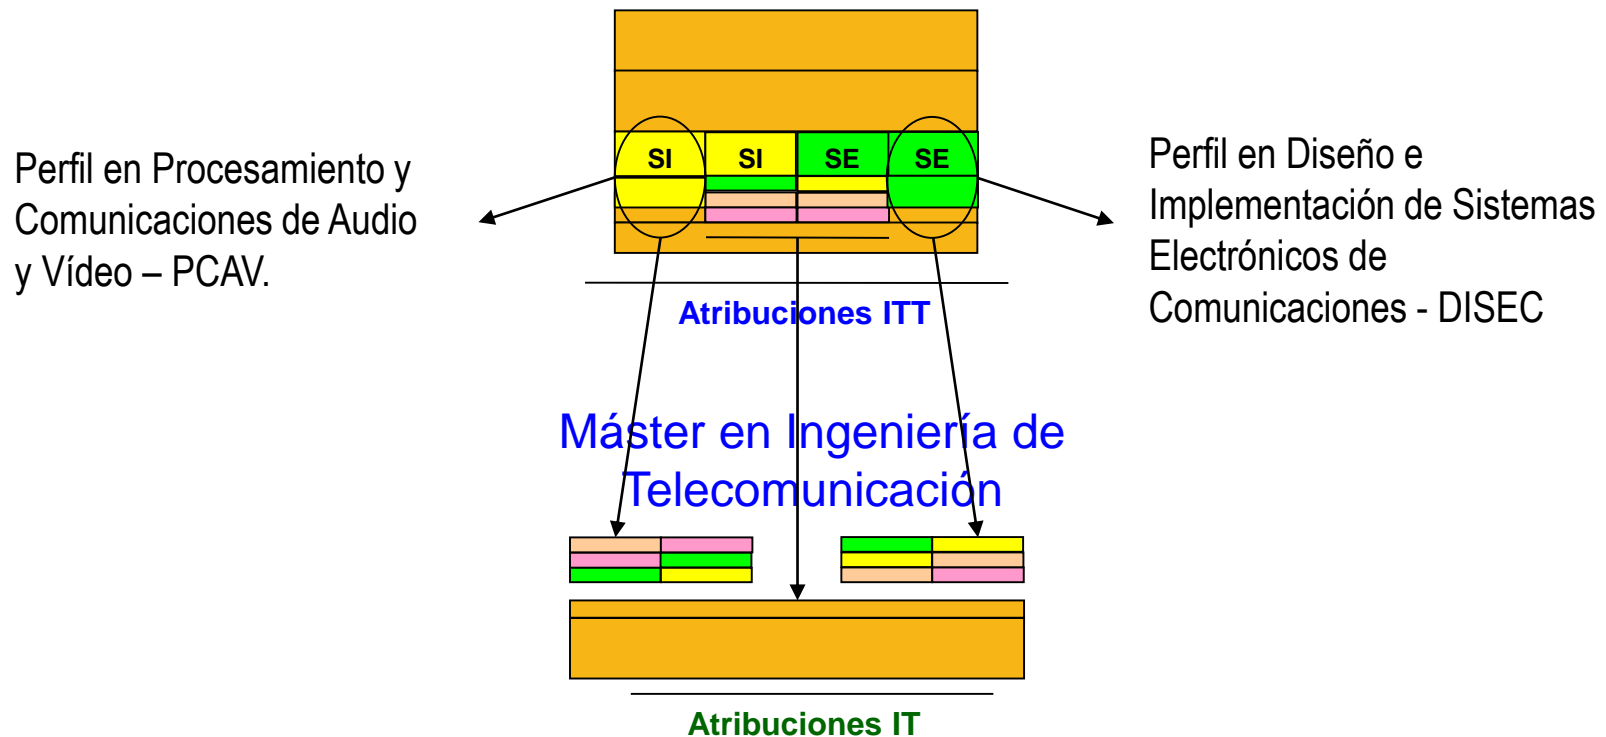 SI SI SE SE
Perfil en Procesamiento y
Comunicaciones de Audio
y Vídeo – PCAV.
Perfil en Diseño e
Implementación de Sistemas
Electrónicos de
Comunicaciones - DISEC
Atribuciones ITT
Máster en Ingeniería de
Telecomunicación
Atribuciones IT